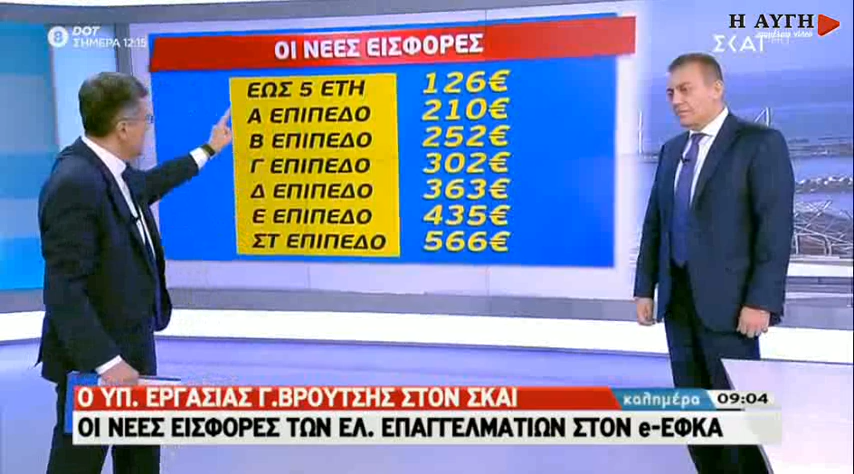 8 DOT
ΣΗΜΕΡΑ 12:15
Η ΑΥΓΗ
ΣΚΑΪ
ΟΙ ΝΕΕΣ ΕΙΣΦΟΡΕΣ
ΕΩΣ 5 ΕΤΗ 126€
Α ΕΠΙΠΕΔΟ 210€
Β ΕΠΙΠΕΔΟ 252€
Γ ΕΠΙΠΕΔΟ 302€
Δ ΕΠΙΠΕΔΟ 363€
Ε ΕΠΙΠΕΔΟ 435€
ΣΤ ΕΠΙΠΕΔΟ 566€
Ο ΥΠ. ΕΡΓΑΣΙΑΣ Γ.ΒΡΟΥΤΣΗΣ ΣΤΟΝ ΣΚΑΙ καλημέρα 09:04
ΟΙ ΝΕΕΣ ΕΙΣΦΟΡΕΣ ΤΩΝ ΕΛ. ΕΠΑΓΓΕΛΜΑΤΙΩΝ ΣΤΟΝ e-ΕΦΚΑ